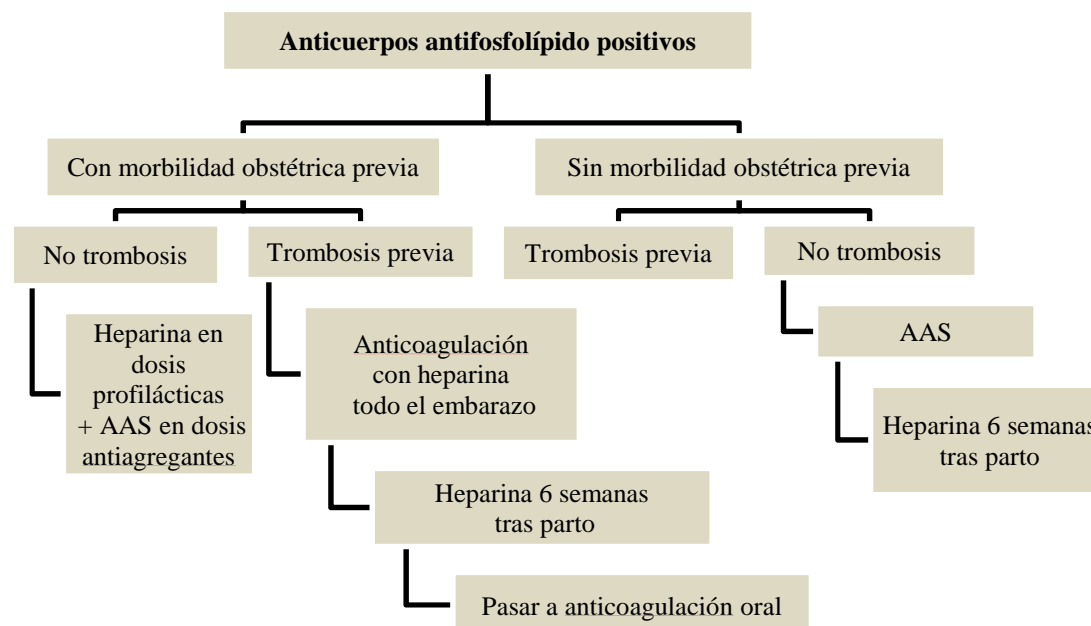 Anticuerpos antifosfolípido positivos
Con morbilidad obstétrica previa
Sin morbilidad obstétrica previa
No trombosis
Trombosis previa
Trombosis previa
No trombosis
Heparina en
dosis
profilácticas
+ AAS en dosis
antiagregantes
Anticoagulación
con heparina
todo el embarazo
AAS
Heparina 6 semanas
tras parto
Heparina 6 semanas
tras parto
Pasar a anticoagulación oral